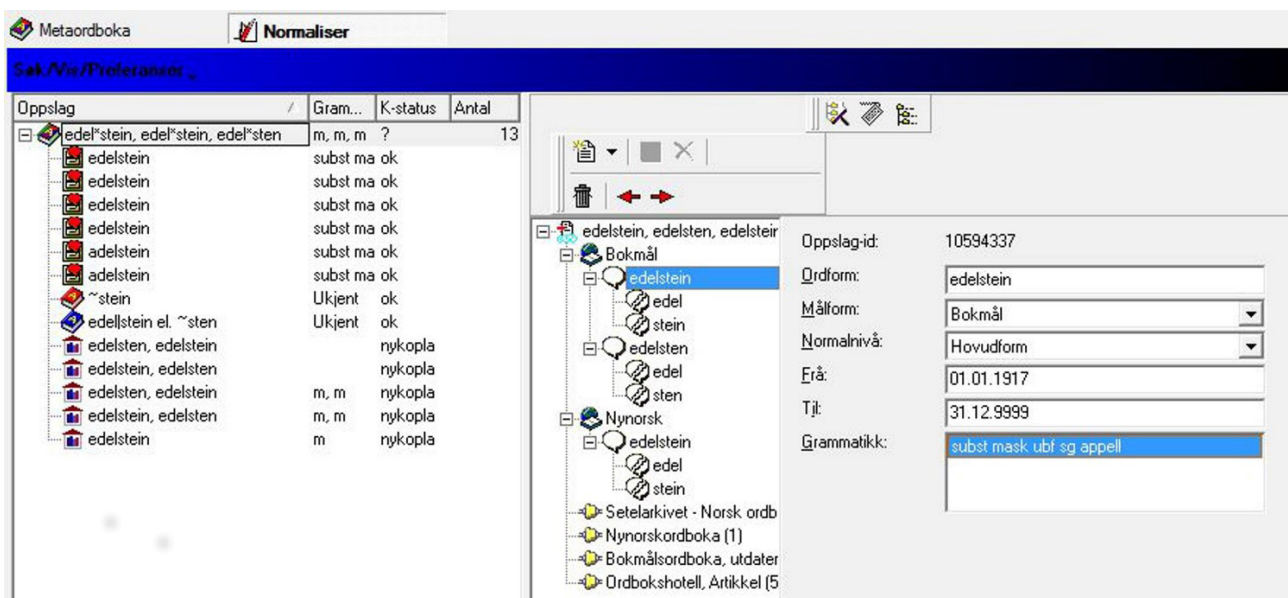 Metaordboka Normaliser
Søk/Vis/Preferanser
Oppslag Gram... K-status Antal
edel*stein, edel*stein, edel*sten m, m, m ? 13
edelstein subst ma ok
edelstein subst ma ok
edelstein subst ma ok
edelstein subst ma ok
adelstein subst ma ok
adelstein subst ma ok
~stein Ukjent ok
edel|stein el. ~sten Ukjent ok
edelsten, edelstein nykopla
edelstein, edelsten nykopla
edelsten, edelstein m, m nykopla
edelstein, edelsten m, m nykopla
edelstein m nykopla
edelstein, edelsten, edelsteir
Bokmål
edelstein
edel
stein
edelsten
edel
sten
Nynorsk
edelstein
edel
stein
Setelarkivet - Norsk ordb
Nynorskordboka (1)
Bokmålsordboka, utdater
Ordbokshotell, Artikkel (5
Oppslag-id: 10594337
Ordform: edelstein
Målform: Bokmål
Normalnivå: Hovudform
Frå: 01.01.1917
Til: 31.12.9999
Grammatikk: subst mask ubf sg appell